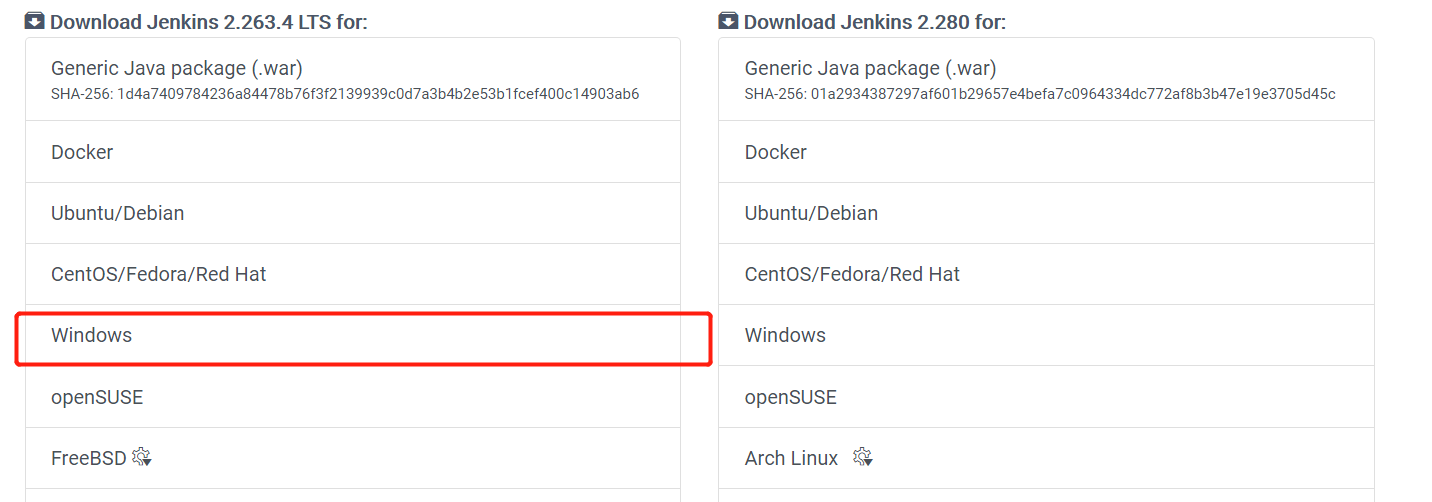 Download Jenkins 2.263.4 LTS for:
Generic Java package (.war)
SHA-256: 1d4a7409784236a84478b76f3f2139939c0d7a3b4b2e53b1fcef400c14903ab6
Docker
Ubuntu/Debian
CentOS/Fedora/Red Hat
Windows
openSUSE
FreeBSD
Download Jenkins 2.280 for:
Generic Java package (.war)
SHA-256: 01a2934387297af601b29657e4befa7c0964334dc772af8b3b47e19e3705d45c
Docker
Ubuntu/Debian
CentOS/Fedora/Red Hat
Windows
openSUSE
Arch Linux